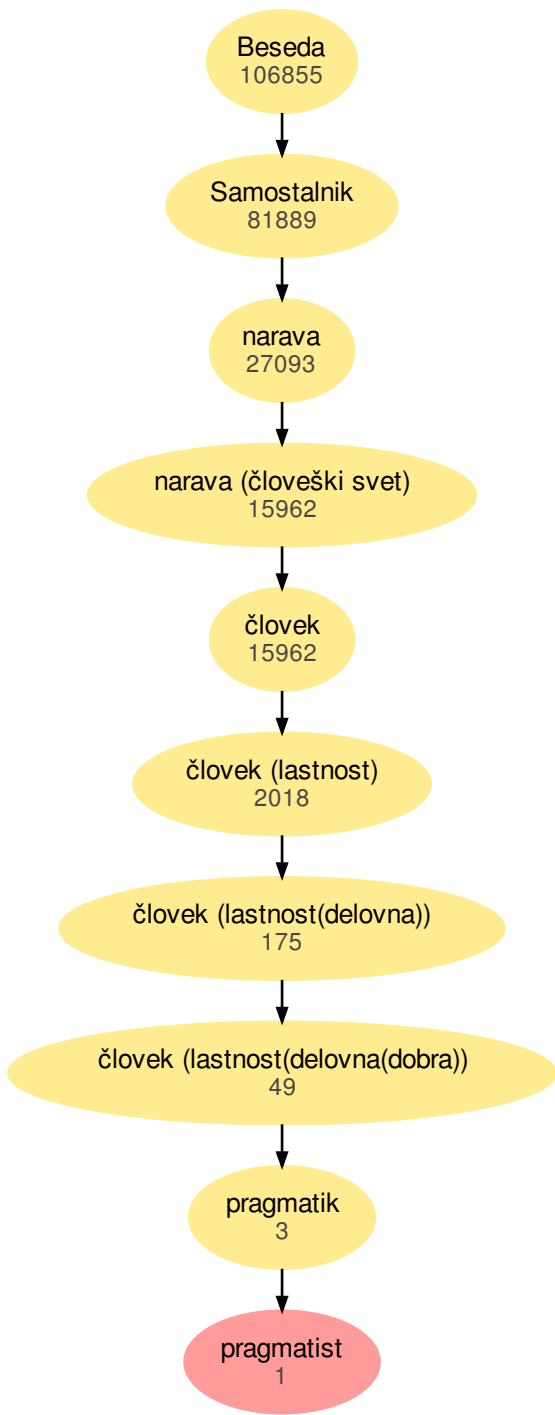 Beseda
106855
Samostalnik
81889
narava
27093
narava (človeški svet)
15962
človek
15962
človek (lastnost)
2018
človek (lastnost(delovna))
175
človek (lastnost(delovna(dobra))
49
pragmatik
3
pragmatist
1